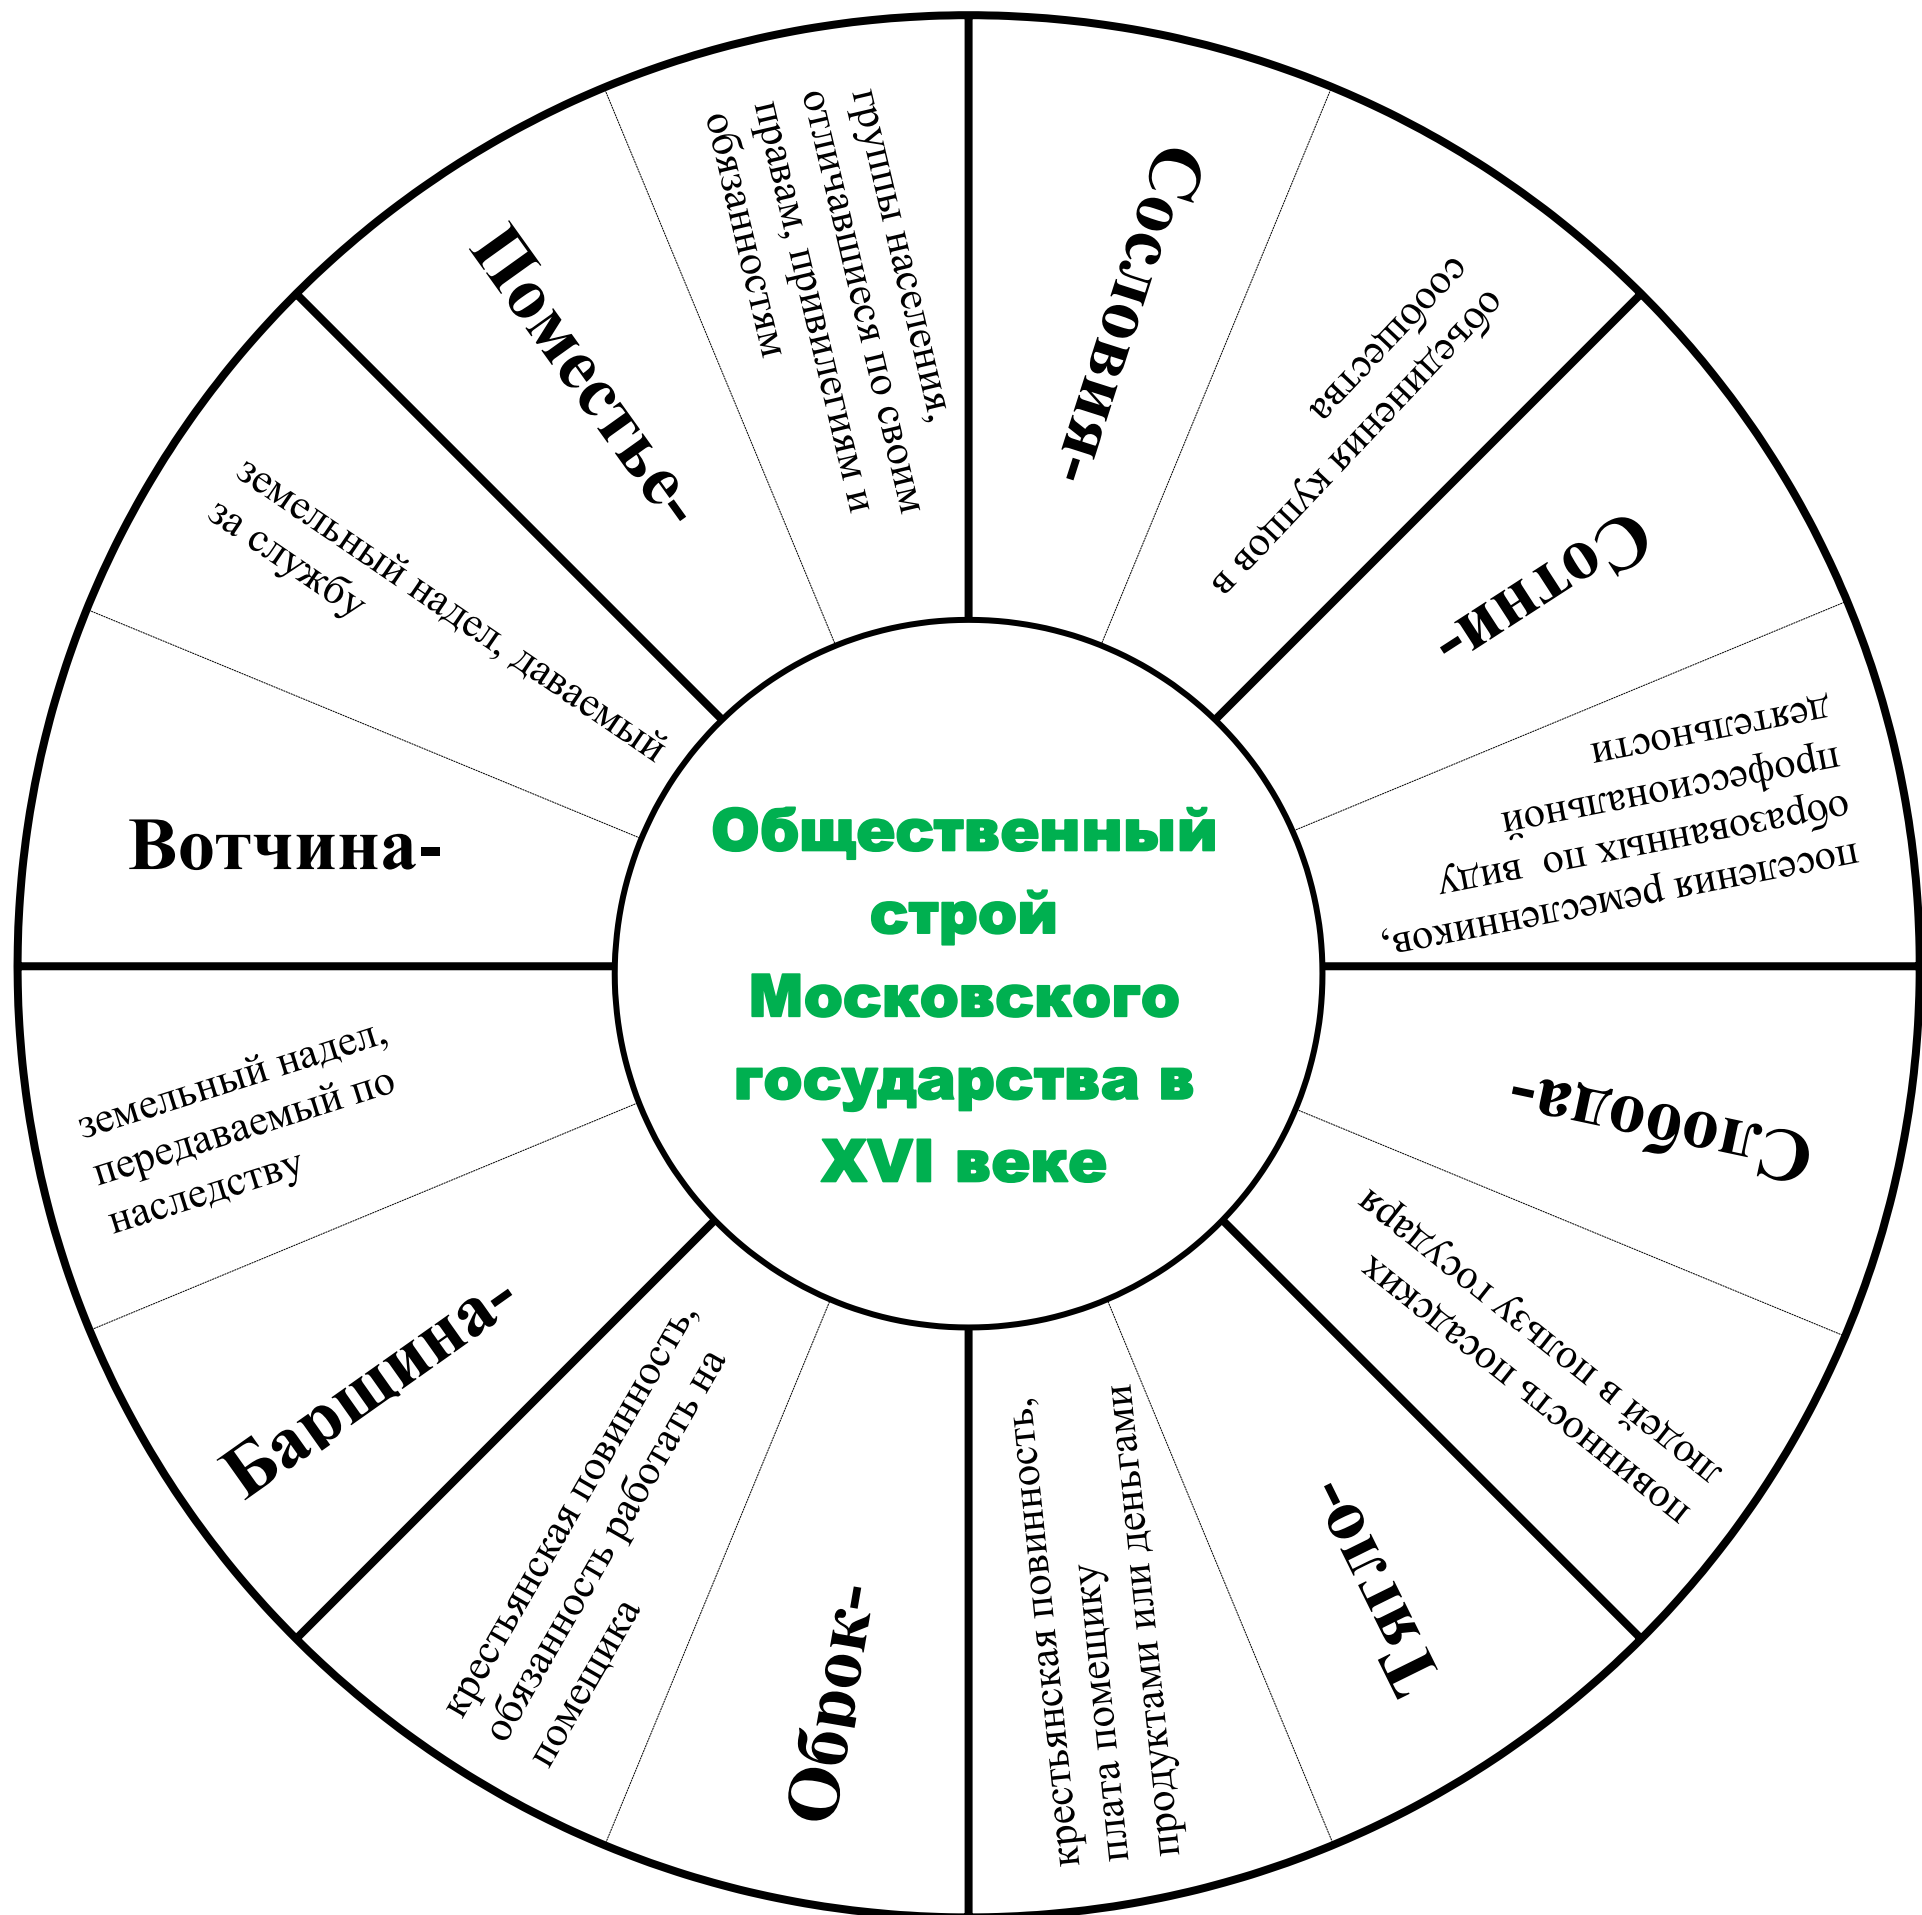 Общественный
строй
Московского
государства в
XVI веке
Сословия-
объединения купцов в
сообщества
Сотни-
поселения ремесленников,
образованных по виду
профессиональной
деятельности
Слобода-
повинность посадских
людей в пользу государя
Тягло-
крестьянская повинность,
плата помещику
продуктами или деньгами
Оброк-
крестьянская повинность,
обязанность работать на
помещика
Барщина-
земельный надел,
передаваемый по
наследству
Вотчина-
земельный надел, даваемый
за службу
Поместье-
группы населения,
отличавшиеся по своим
правам, привилегиям и
обязанностям